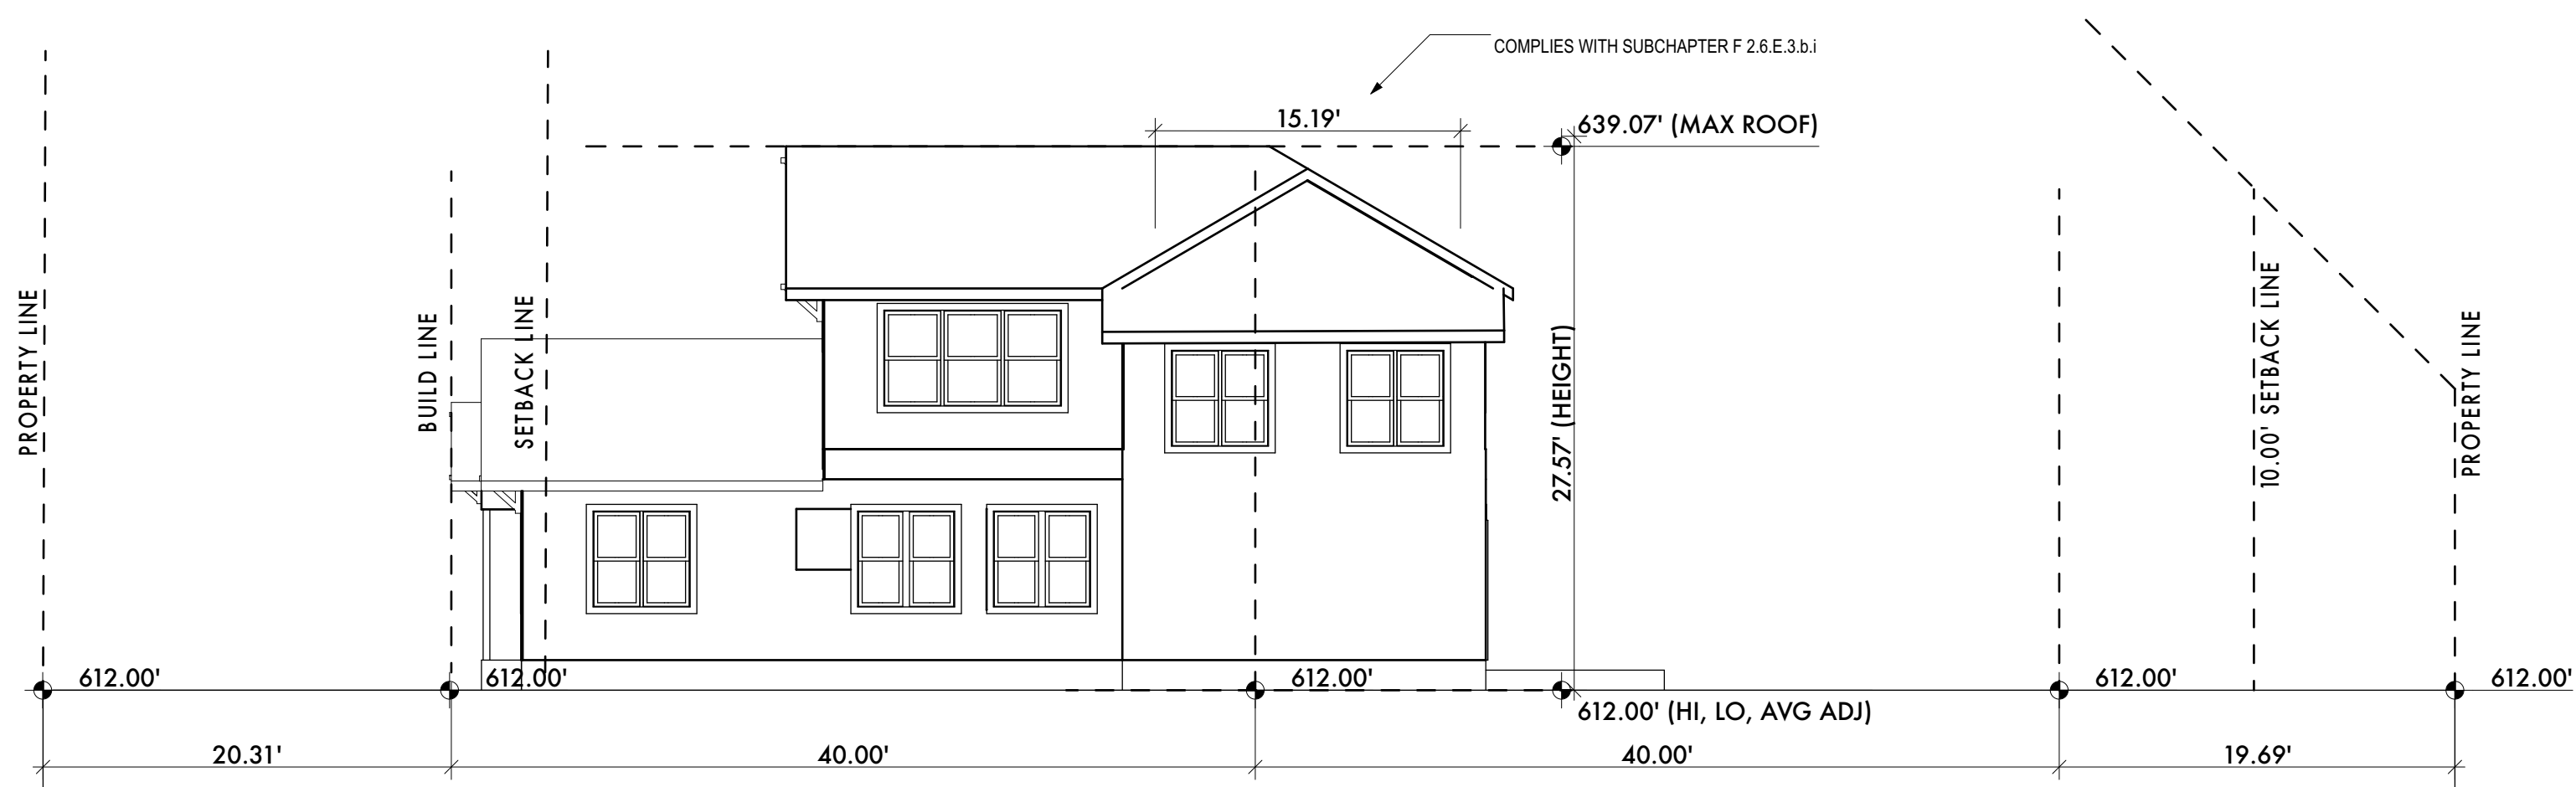 COMPLIES WITH SUBCHAPTER F 2.6.E.3.b.i
15.19'
639.07' (MAX ROOF)
PROPERTY LINE
BUILD LINE
SETBACK LINE
27.57' (HEIGHT)
10.00' SETBACK LINE
PROPERTY LINE
612.00'
612.00'
612.00'
612.00'
612.00'
612.00' (HI, LO, AVG ADJ)
20.31'
40.00'
40.00'
19.69'